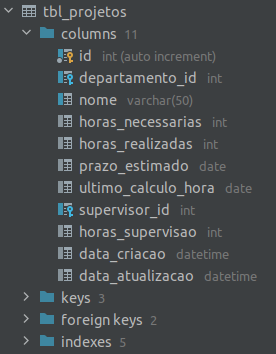 tbl_projetos
columns 11
id int (auto increment)
departamento_id int
nome varchar(50)
horas_necessarias int
horas_realizadas int
prazo_estimado date
ultimo_calculo_hora date
supervisor_id int
horas_supervisao int
data_criacao datetime
data_atualizacao datetime
keys 3
foreign keys 2
indexes 5